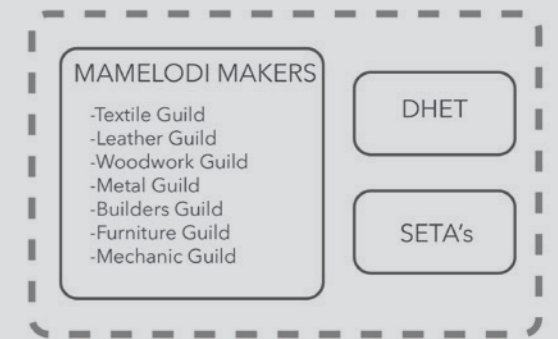 MAMELODI MAKERS
-Textile Guild
-Leather Guild
-Woodwork Guild
-Metal Guild
-Builders Guild
-Furniture Guild
-Mechanic Guild
DHET
SETA's